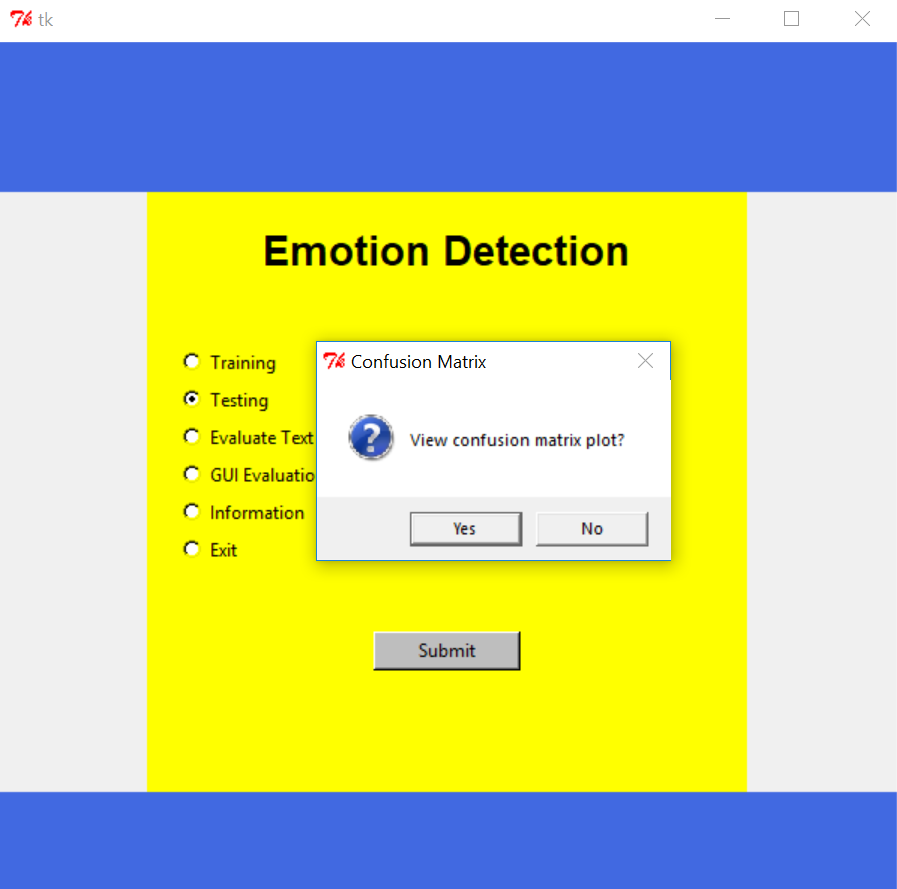 tk
Emotion Detection
Training
Testing
Evaluate Text
GUI Evaluatio
Information
Exit
Confusion Matrix
View confusion matrix plot?
Yes
No
Submit